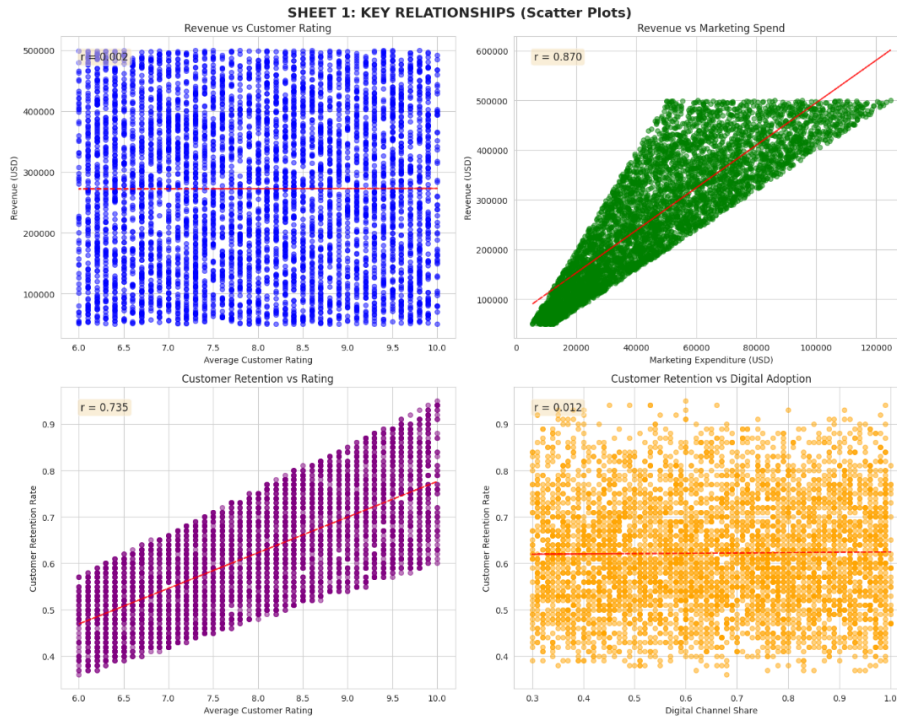 SHEET 1: KEY RELATIONSHIPS (Scatter Plots)
Revenue vs Customer Rating
r = 0.002
500000
400000
300000
200000
100000
Revenue (USD)
6.0 6.5 7.0 7.5 8.0 8.5 9.0 9.5 10.0
Average Customer Rating
Revenue vs Marketing Spend
r = 0.870
600000
500000
400000
300000
200000
100000
Revenue (USD)
0 20000 40000 60000 80000 100000 120000
Marketing Expenditure (USD)
Customer Retention vs Rating
r = 0.735
0.9
0.8
0.7
0.6
0.5
0.4
Customer Retention Rate
6.0 6.5 7.0 7.5 8.0 8.5 9.0 9.5 10.0
Average Customer Rating
Customer Retention vs Digital Adoption
r = 0.012
0.9
0.8
0.7
0.6
0.5
0.4
Customer Retention Rate
0.3 0.4 0.5 0.6 0.7 0.8 0.9 1.0
Digital Channel Share